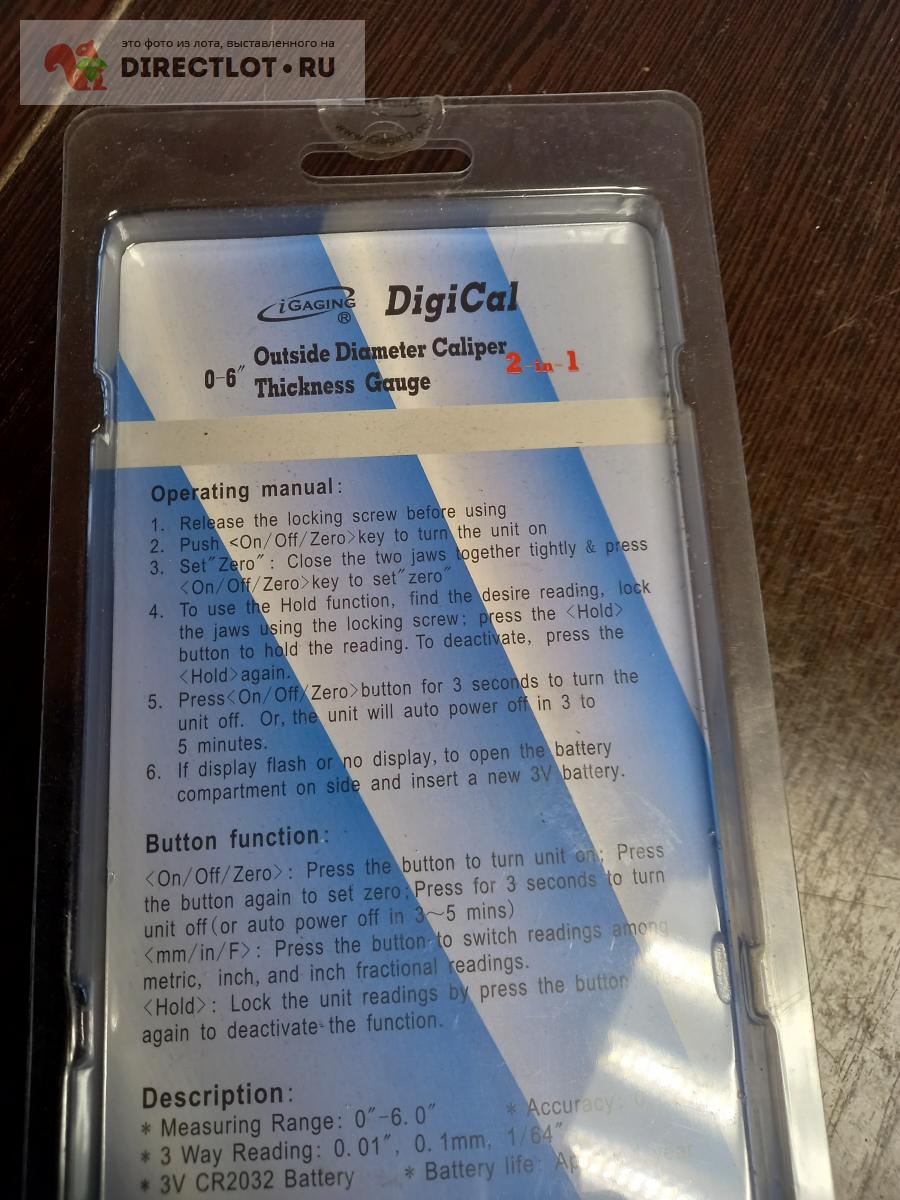 это фото из лота, выставленного на
DIRECTLOT•RU
www.iGaging.com
iGAGING®
DigiCal
0-6" Outside Diameter Caliper
Thickness Gauge
2-in-1
Operating manual:
1. Release the locking screw before using
2. Push <On/Off/Zero>key to turn the unit on
3. Set"Zero": Close the two jaws together tightly & press
<On/Off/Zero>key to set"zero"
4. To use the Hold function, find the desire reading, lock
the jaws using the locking screw; press the <Hold>
button to hold the reading. To deactivate, press the
<Hold>again.
5. Press<On/Off/Zero>button for 3 seconds to turn the
unit off. Or, the unit will auto power off in 3 to
5 minutes.
6. If display flash or no display, to open the battery
compartment on side and insert a new 3V battery.
Button function:
<On/Off/Zero>: Press the button to turn unit on; Press
the button again to set zero;Press for 3 seconds to turn
unit off(or auto power off in 3~5 mins)
<mm/in/F>: Press the button to switch readings among
metric, inch, and inch fractional readings.
<Hold>: Lock the unit readings by press the button
again to deactivate the function.
Description:
* Measuring Range: 0"-6.0" * Accuracy:
* 3 Way Reading: 0.01", 0.1mm, 1/64"
* 3V CR2032 Battery * Battery life: year